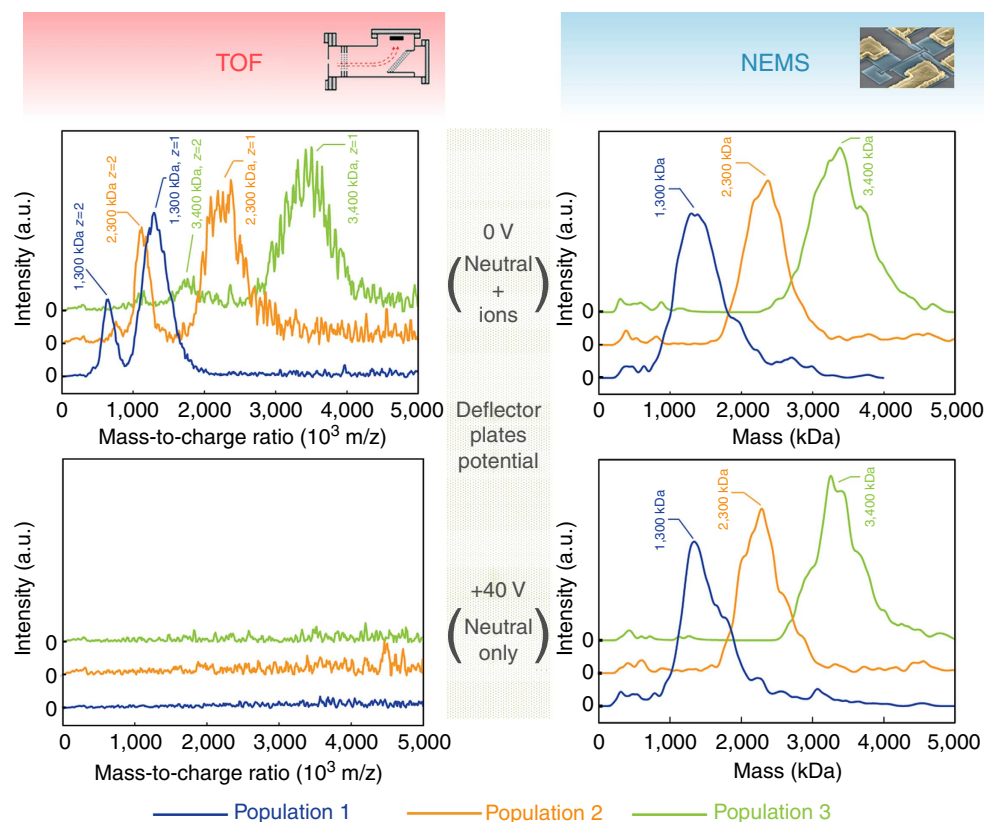 TOF
NEMS
Intensity (a.u.)
1,300 kDa z=2
2,300 kDa z=2
1,300 kDa, z=1
3,400 kDa, z=2
2,300 kDa, z=1
3,400 kDa, z=1
0
0
0
0 1,000 2,000 3,000 4,000 5,000
Mass-to-charge ratio (10³ m/z)
0 V
(Neutral
+
ions)
Deflector
plates
potential
Intensity (a.u.)
1,300 kDa
2,300 kDa
3,400 kDa
0
0
0
0 1,000 2,000 3,000 4,000 5,000
Mass (kDa)
Intensity (a.u.)
0
0
0
0 1,000 2,000 3,000 4,000 5,000
Mass-to-charge ratio (10³ m/z)
+40 V
(Neutral
only)
Intensity (a.u.)
1,300 kDa
2,300 kDa
3,400 kDa
0
0
0
0 1,000 2,000 3,000 4,000 5,000
Mass (kDa)
Population 1 Population 2 Population 3